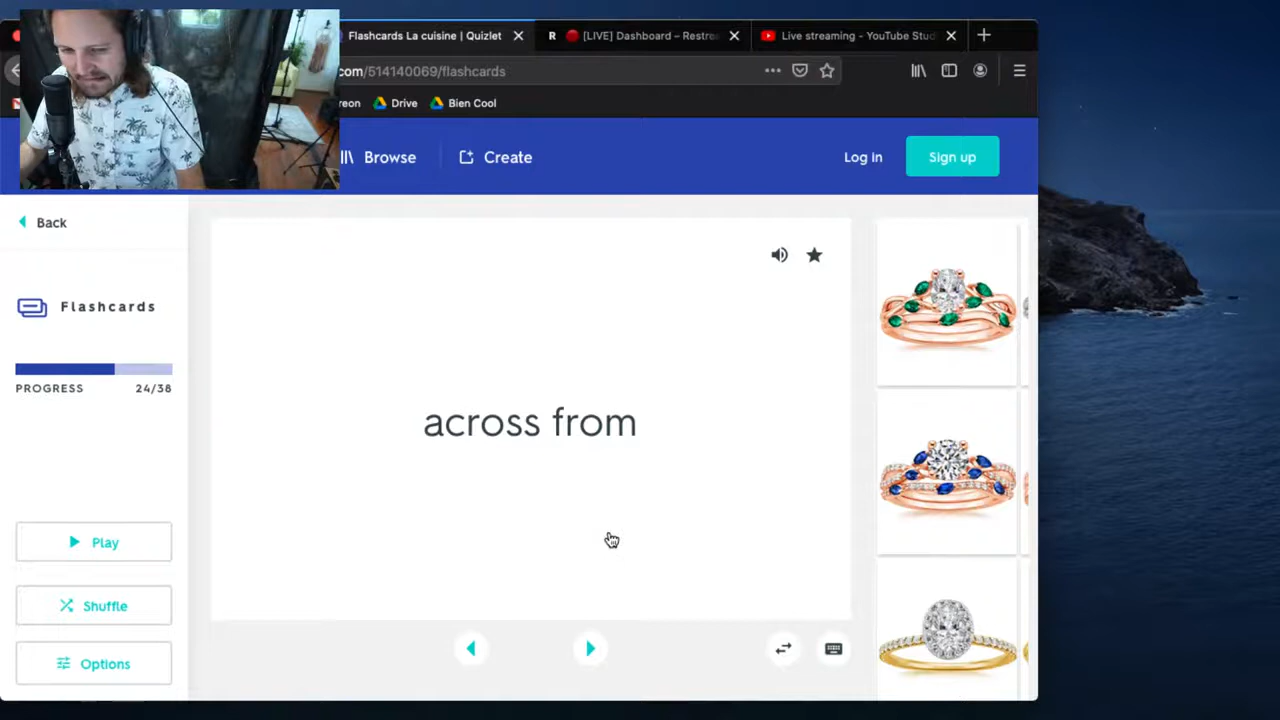 Flashcards La cuisine | Quizlet
R [LIVE] Dashboard – Restre
Live streaming - YouTube Stud
com/514140069/flashcards
reon
Drive
Bien Cool
Browse
Create
Log in
Sign up
Back
Flashcards
PROGRESS 24/38
across from
Play
Shuffle
Options